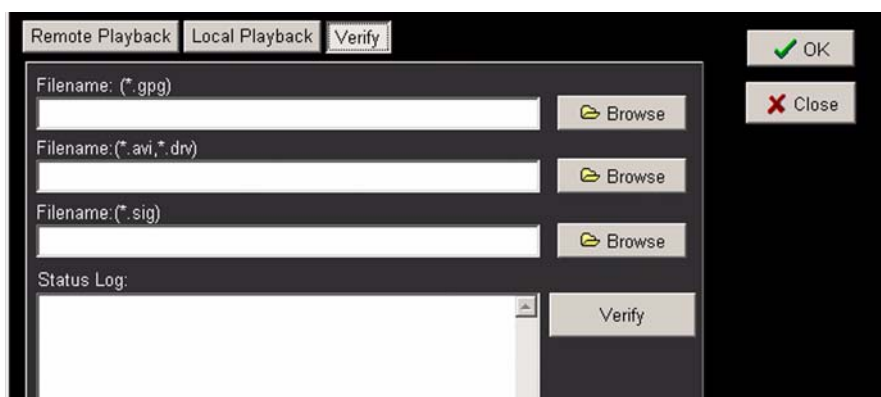 Remote Playback Local Playback Verify
OK
Close
Filename: (*.gpg)
Browse
Filename:(*.avi,*.drv)
Browse
Filename:(*.sig)
Browse
Status Log:
Verify